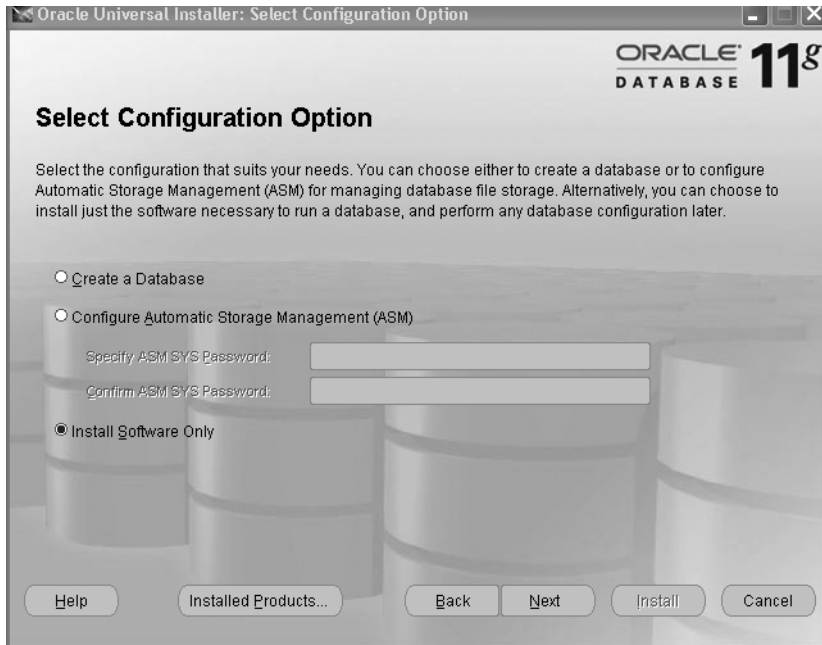 Oracle Universal Installer: Select Configuration Option
ORACLE
DATABASE 11g
Select Configuration Option
Select the configuration that suits your needs. You can choose either to create a database or to configure
Automatic Storage Management (ASM) for managing database file storage. Alternatively, you can choose to
install just the software necessary to run a database, and perform any database configuration later.
Create a Database
Configure Automatic Storage Management (ASM)
Specify ASM SYS Password:
Confirm ASM SYS Password:
Install Software Only
Help Installed Products... Back Next Install Cancel